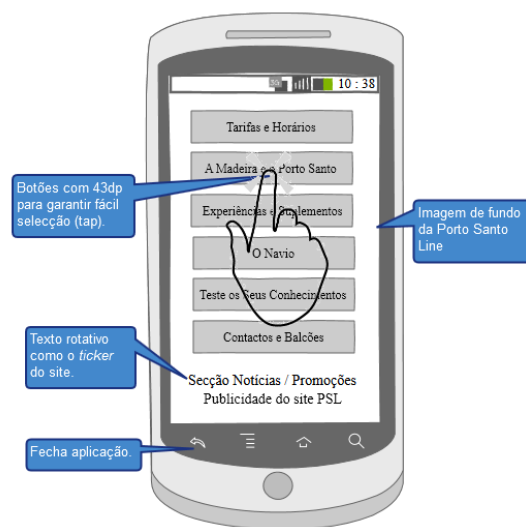 3G
10 : 38
Tarifas e Horários
A Madeira e o Porto Santo
Botões com 43dp
para garantir fácil
selecção (tap).
Experiências e Suplementos
Imagem de fundo
da Porto Santo
Line
O Navio
Teste os Seus Conhecimentos
Contactos e Balcões
Texto rotativo
como o ticker
do site.
Secção Notícias / Promoções
Publicidade do site PSL
Fecha aplicação.